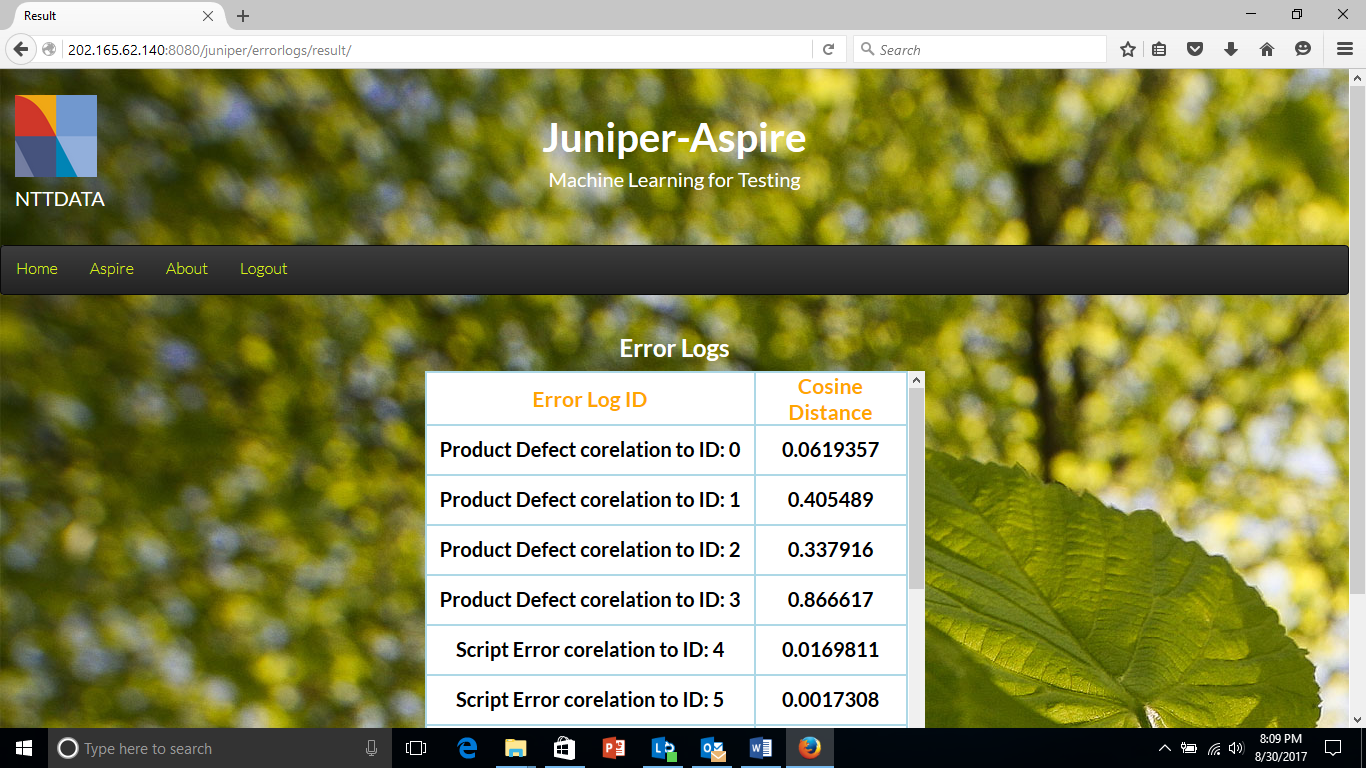 Result
202.165.62.140:8080/juniper/errorlogs/result/
Search
NTTDATA
Juniper-Aspire
Machine Learning for Testing
Home Aspire About Logout
Error Logs
Error Log ID Cosine
Distance
Product Defect corelation to ID: 0 0.0619357
Product Defect corelation to ID: 1 0.405489
Product Defect corelation to ID: 2 0.337916
Product Defect corelation to ID: 3 0.866617
Script Error corelation to ID: 4 0.0169811
Script Error corelation to ID: 5 0.0017308
Type here to search
8:09 PM
8/30/2017